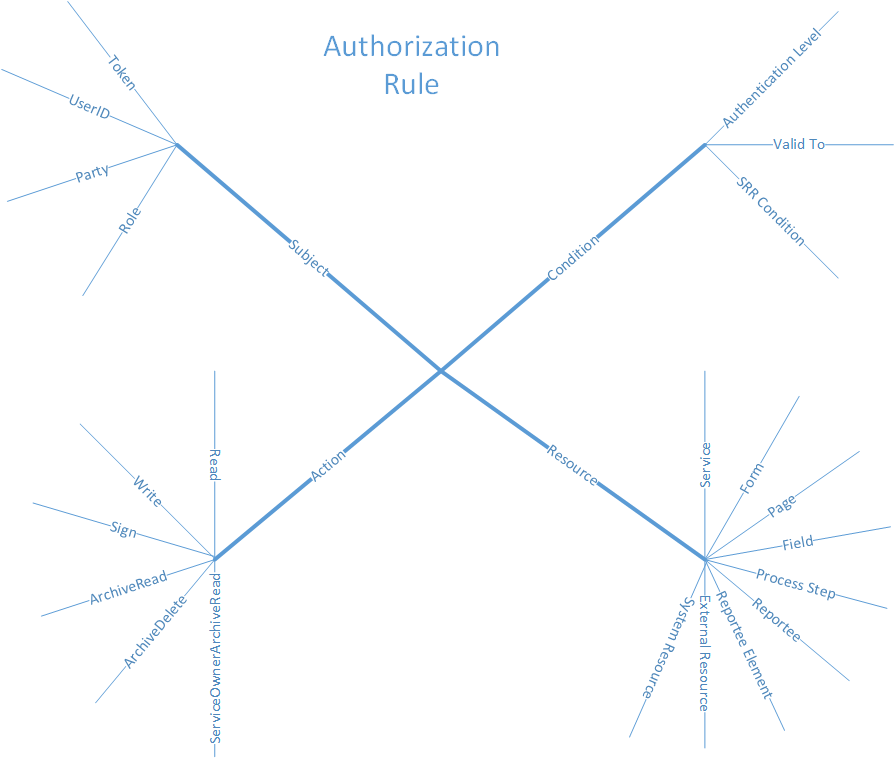 Authorization
Rule
Token
UserID
Party
Role
Subject
Authentication Level
Valid To
SRR Condition
Condition
Action
Read
Write
Sign
ArchiveRead
ArchiveDelete
ServiceOwnerArchiveRead
Resource
Service
Form
Page
Field
Process Step
Reportee
Reportee Element
External Resource
System Resource